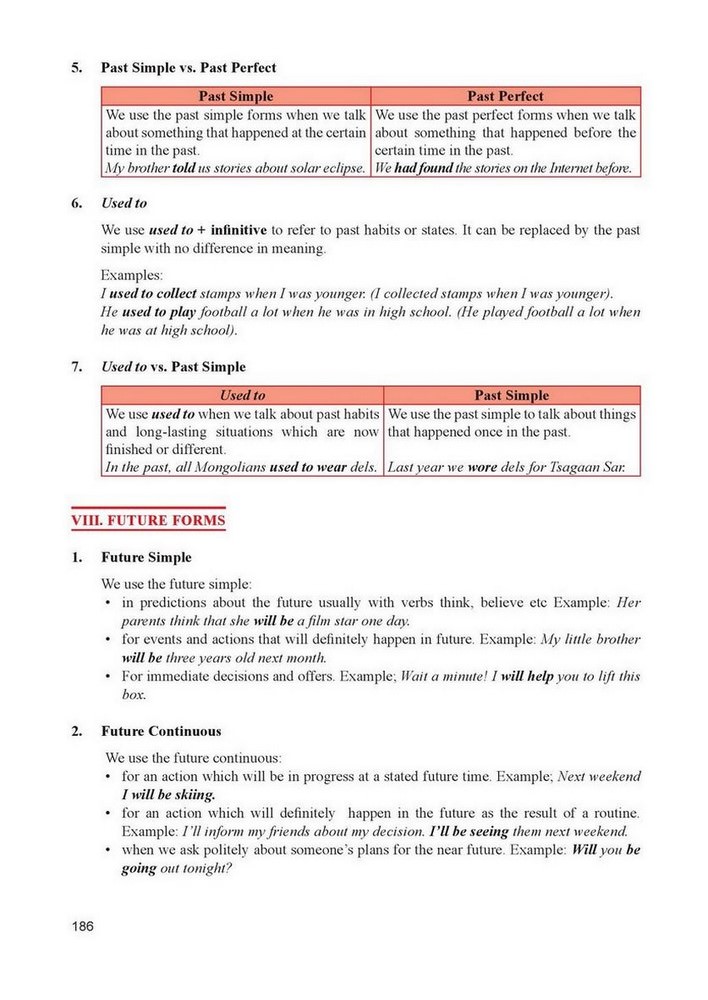 5. Past Simple vs. Past Perfect
Past Simple
We use the past simple forms when we talk
about something that happened at the certain
time in the past.
My brother told us stories about solar eclipse.
Past Perfect
We use the past perfect forms when we talk
about something that happened before the
certain time in the past.
We had found the stories on the Internet before.
6. Used to
We use used to + infinitive to refer to past habits or states. It can be replaced by the past
simple with no difference in meaning.
Examples:
I used to collect stamps when I was younger. (I collected stamps when I was younger).
He used to play football a lot when he was in high school. (He played football a lot when
he was at high school).
7. Used to vs. Past Simple
Used to
We use used to when we talk about past habits
and long-lasting situations which are now
finished or different.
In the past, all Mongolians used to wear dels.
Past Simple
We use the past simple to talk about things
that happened once in the past.
Last year we wore dels for Tsagaan Sar.
VIII. FUTURE FORMS
1. Future Simple
We use the future simple:
• in predictions about the future usually with verbs think, believe etc Example: Her
parents think that she will be a film star one day.
• for events and actions that will definitely happen in future. Example: My little brother
will be three years old next month.
• For immediate decisions and offers. Example; Wait a minute! I will help you to lift this
box.
2. Future Continuous
We use the future continuous:
• for an action which will be in progress at a stated future time. Example; Next weekend
I will be skiing.
• for an action which will definitely happen in the future as the result of a routine.
Example: I'll inform my friends about my decision. I'll be seeing them next weekend.
• when we ask politely about someone's plans for the near future. Example: Will you be
going out tonight?
186